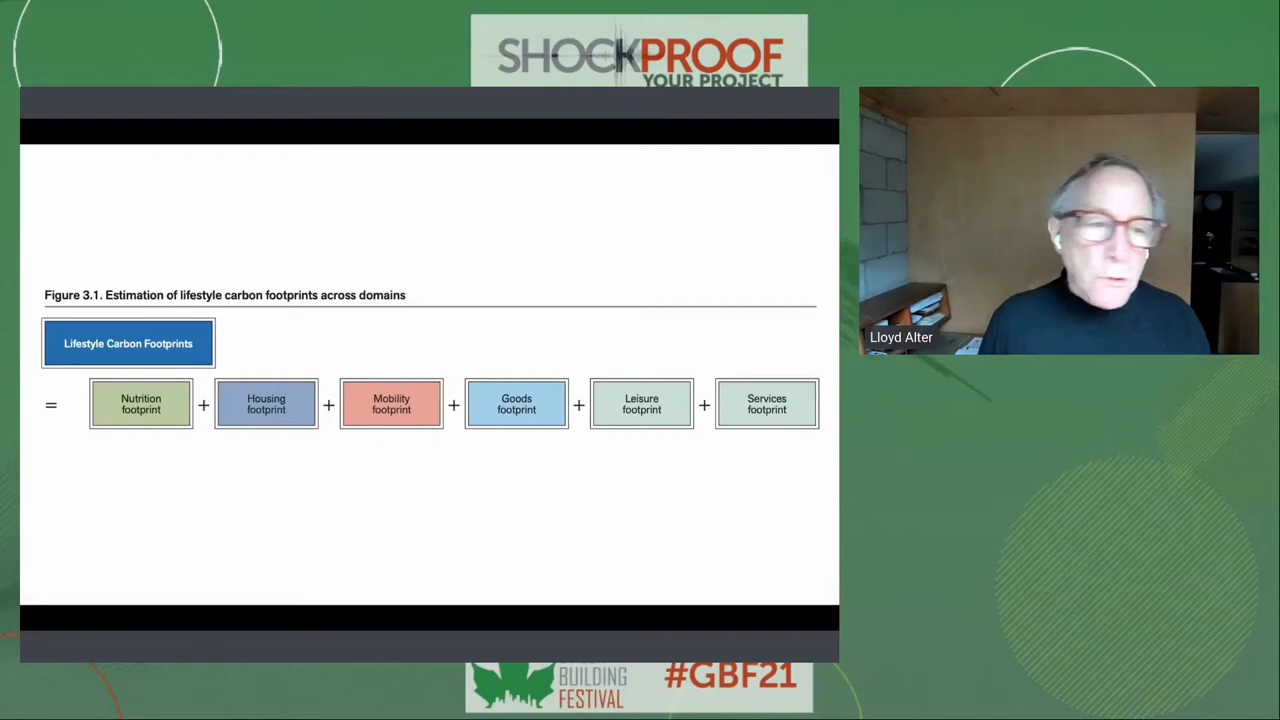 SHOCKPROOF
YOUR PROJECT
Figure 3.1. Estimation of lifestyle carbon footprints across domains
Lifestyle Carbon Footprints
= Nutrition footprint + Housing footprint + Mobility footprint + Goods footprint + Leisure footprint + Services footprint
Lloyd Alter
BUILDING
FESTIVAL
#GBF21